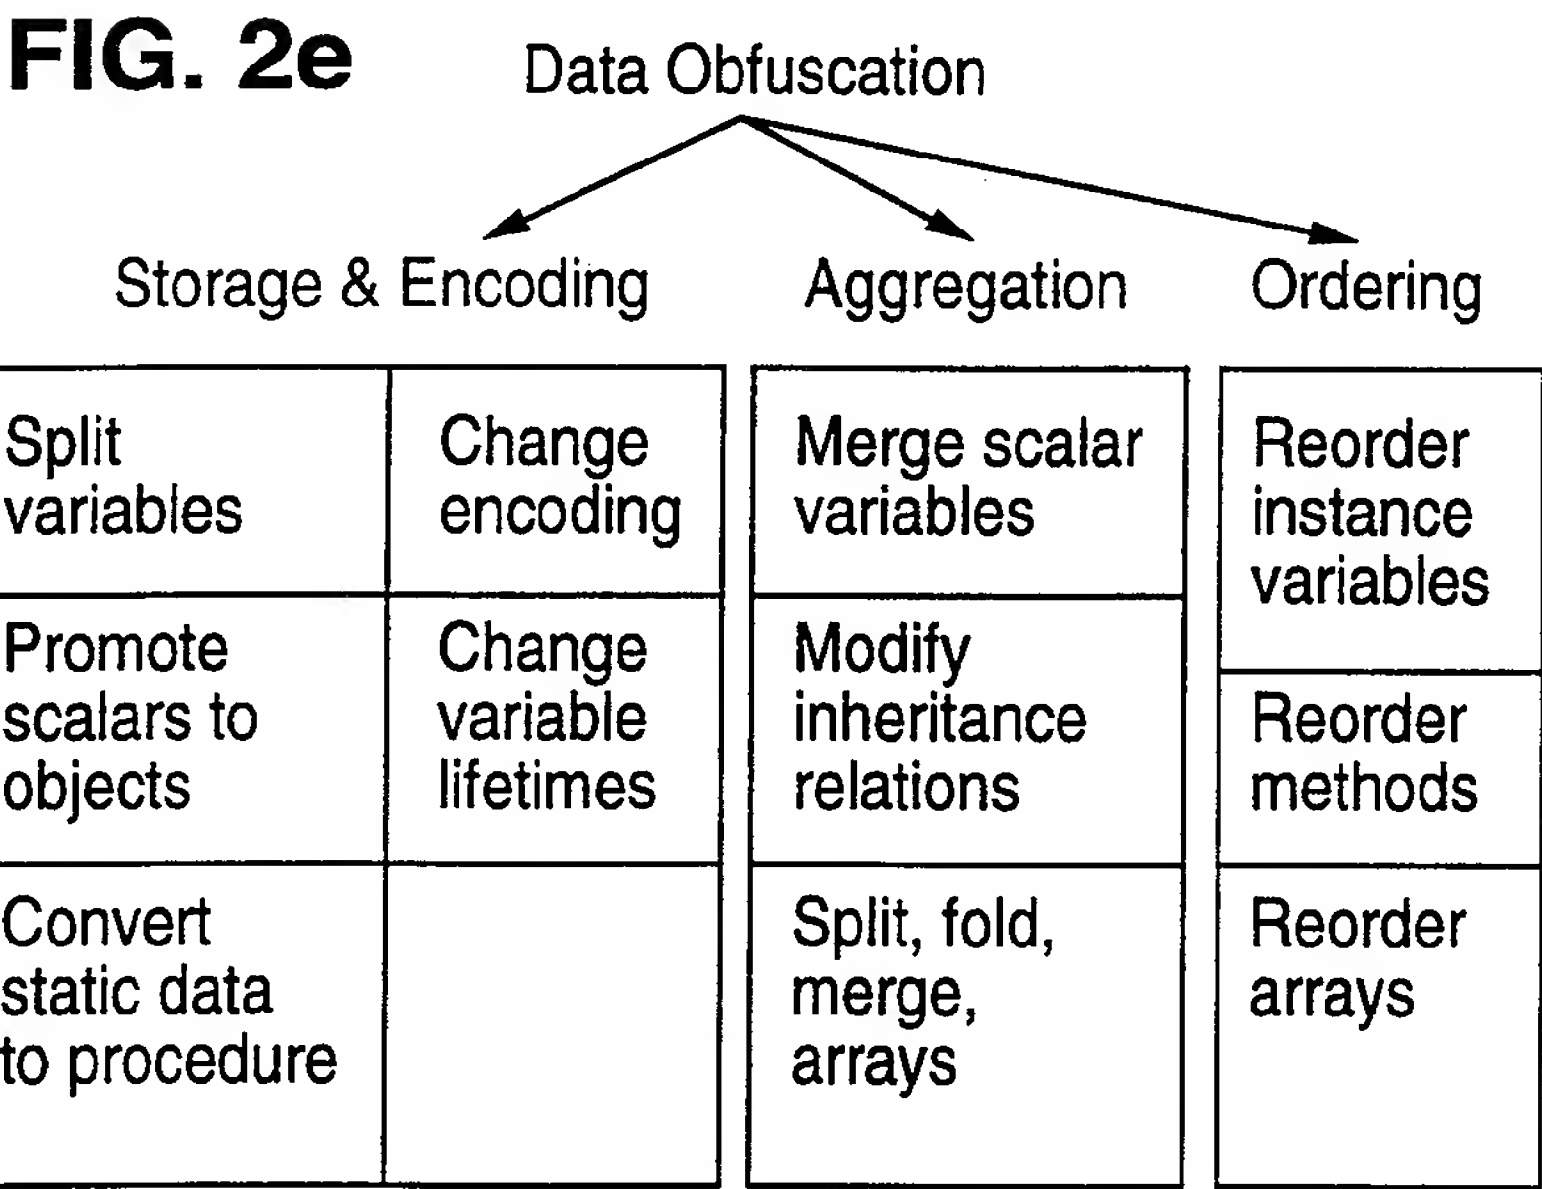 FIG. 2e
Data Obfuscation
Storage & Encoding
Aggregation
Ordering
Split
variables
Change
encoding
Merge scalar
variables
Reorder
instance
variables
Promote
scalars to
objects
Change
variable
lifetimes
Modify
inheritance
relations
Reorder
methods
Convert
static data
to procedure
Split, fold,
merge,
arrays
Reorder
arrays